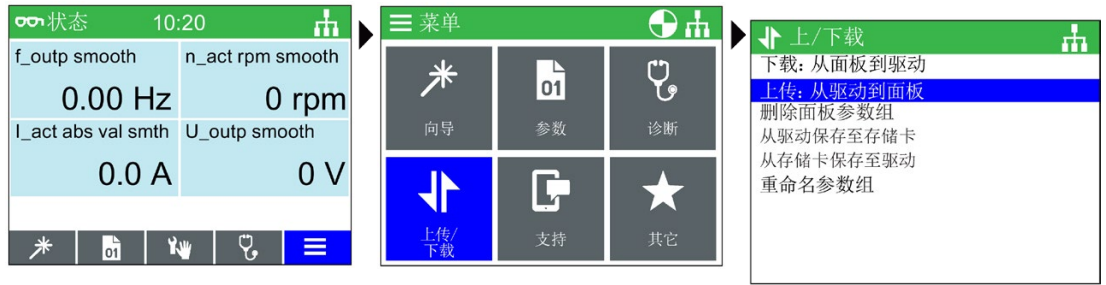 状态 10:20
f_outp smooth n_act rpm smooth
0.00 Hz 0 rpm
I_act abs val smth U_outp smooth
0.0 A 0 V
01
菜单
01
向导 参数 诊断
上传/
下载 支持 其它
上/下载
下载: 从面板到驱动
上传: 从驱动到面板
删除面板参数组
从驱动保存至存储卡
从存储卡保存至驱动
重命名参数组